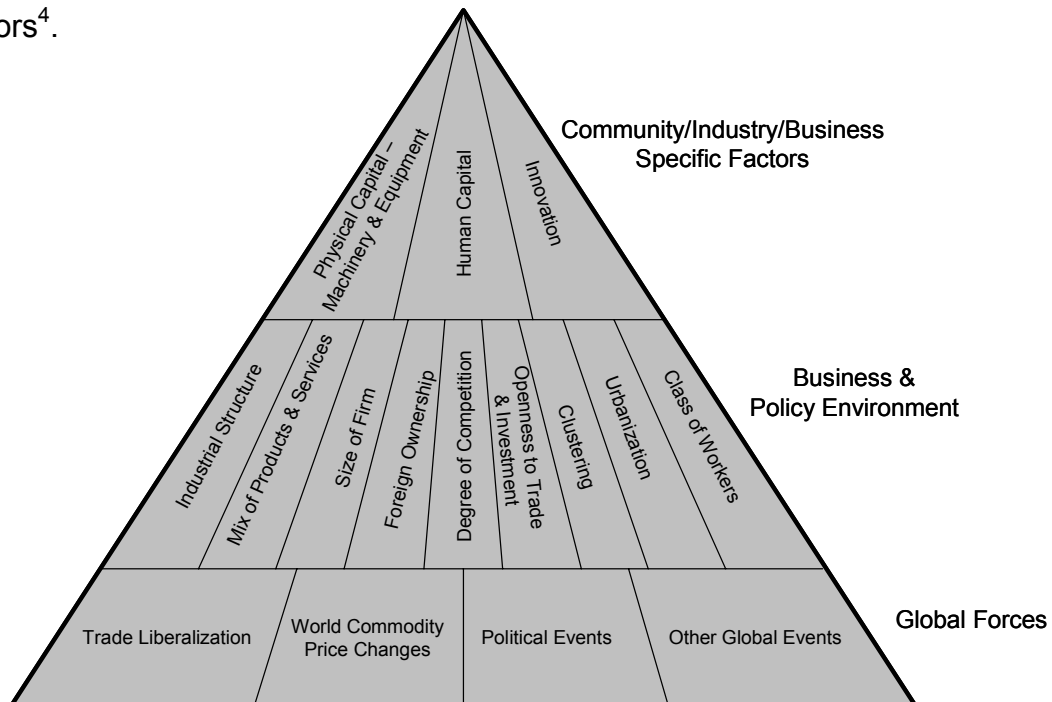 ors⁴.
Physical Capital –
Machinery & Equipment
Human Capital
Innovation
Community/Industry/Business
Specific Factors
Industrial Structure
Mix of Products & Services
Size of Firm
Foreign Ownership
Degree of Competition
Openness to Trade
& Investment
Clustering
Urbanization
Class of Workers
Business &
Policy Environment
Trade Liberalization
World Commodity
Price Changes
Political Events
Other Global Events
Global Forces